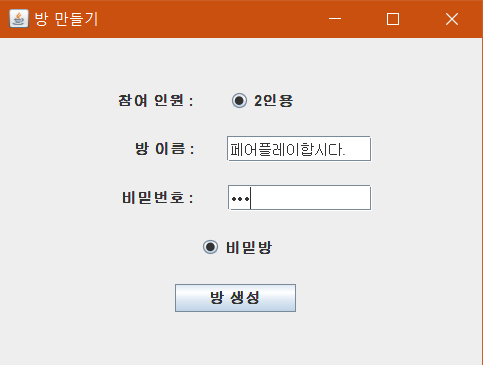 방 만들기
참여 인원 : 2인용
방 이름 : 페어플레이합시다.
비밀번호 : •••
비밀방
방 생성